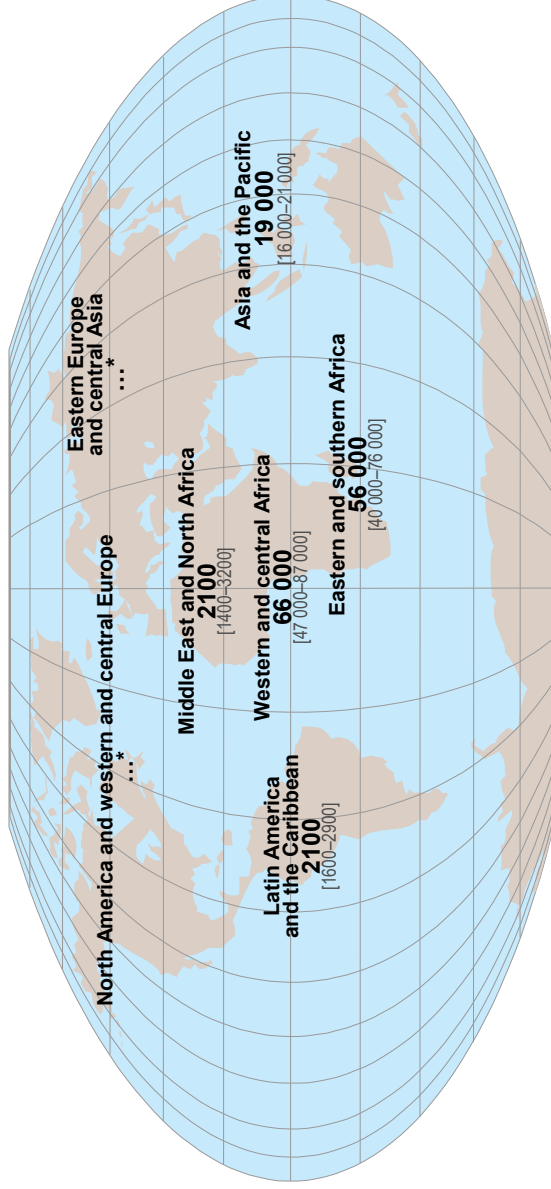 North America and western and central Europe
...*
Eastern Europe
and central Asia
...*
Middle East and North Africa
2100
[1400–3200]
Asia and the Pacific
19 000
[16 000–21 000]
Western and central Africa
66 000
[47 000–87 000]
Latin America
and the Caribbean
2100
[1600–2900]
Eastern and southern Africa
56 000
[40 000–76 000]